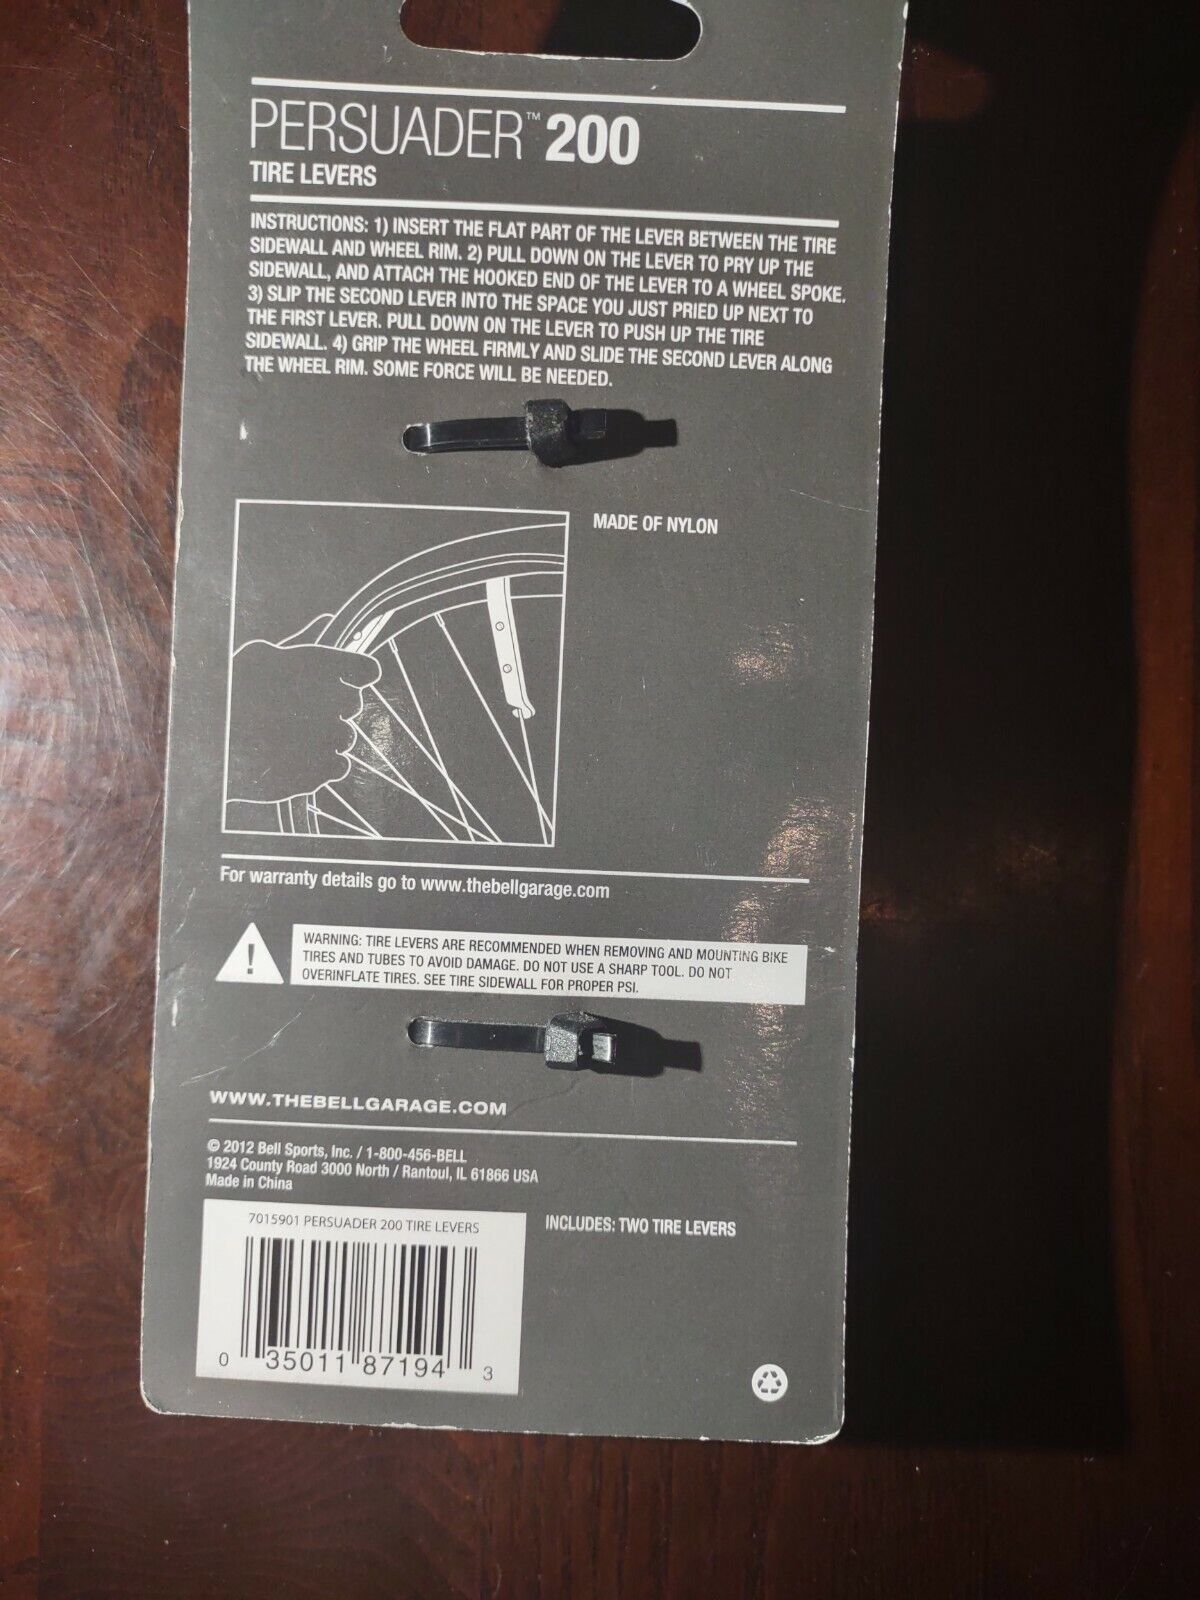 PERSUADER™ 200
TIRE LEVERS
INSTRUCTIONS: 1) INSERT THE FLAT PART OF THE LEVER BETWEEN THE TIRE
SIDEWALL AND WHEEL RIM. 2) PULL DOWN ON THE LEVER TO PRY UP THE
SIDEWALL, AND ATTACH THE HOOKED END OF THE LEVER TO A WHEEL SPOKE.
3) SLIP THE SECOND LEVER INTO THE SPACE YOU JUST PRIED UP NEXT TO
THE FIRST LEVER. PULL DOWN ON THE LEVER TO PUSH UP THE TIRE
SIDEWALL. 4) GRIP THE WHEEL FIRMLY AND SLIDE THE SECOND LEVER ALONG
THE WHEEL RIM. SOME FORCE WILL BE NEEDED.
MADE OF NYLON
For warranty details go to www.thebellgarage.com
!
WARNING: TIRE LEVERS ARE RECOMMENDED WHEN REMOVING AND MOUNTING BIKE
TIRES AND TUBES TO AVOID DAMAGE. DO NOT USE A SHARP TOOL. DO NOT
OVERINFLATE TIRES. SEE TIRE SIDEWALL FOR PROPER PSI.
WWW.THEBELLGARAGE.COM
© 2012 Bell Sports, Inc. / 1-800-456-BELL
1924 County Road 3000 North / Rantoul, IL 61866 USA
Made in China
7015901 PERSUADER 200 TIRE LEVERS
0 35011 87194 3
INCLUDES: TWO TIRE LEVERS